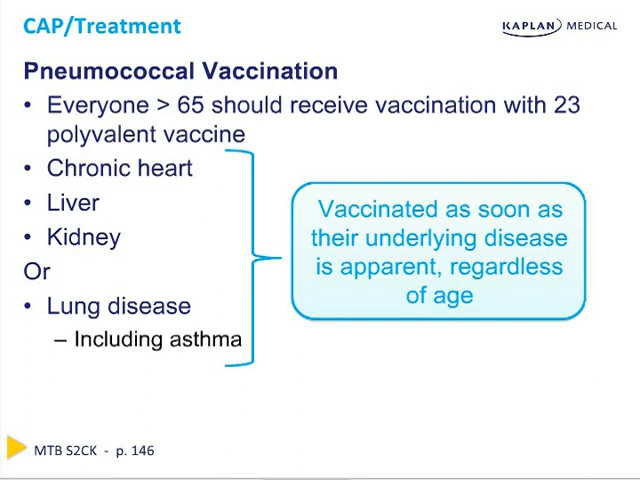 CAP/Treatment
KAPLAN MEDICAL
Pneumococcal Vaccination
• Everyone > 65 should receive vaccination with 23
polyvalent vaccine
• Chronic heart
• Liver
• Kidney
Or
• Lung disease
– Including asthma
Vaccinated as soon as
their underlying disease
is apparent, regardless
of age
MTB S2CK - p. 146